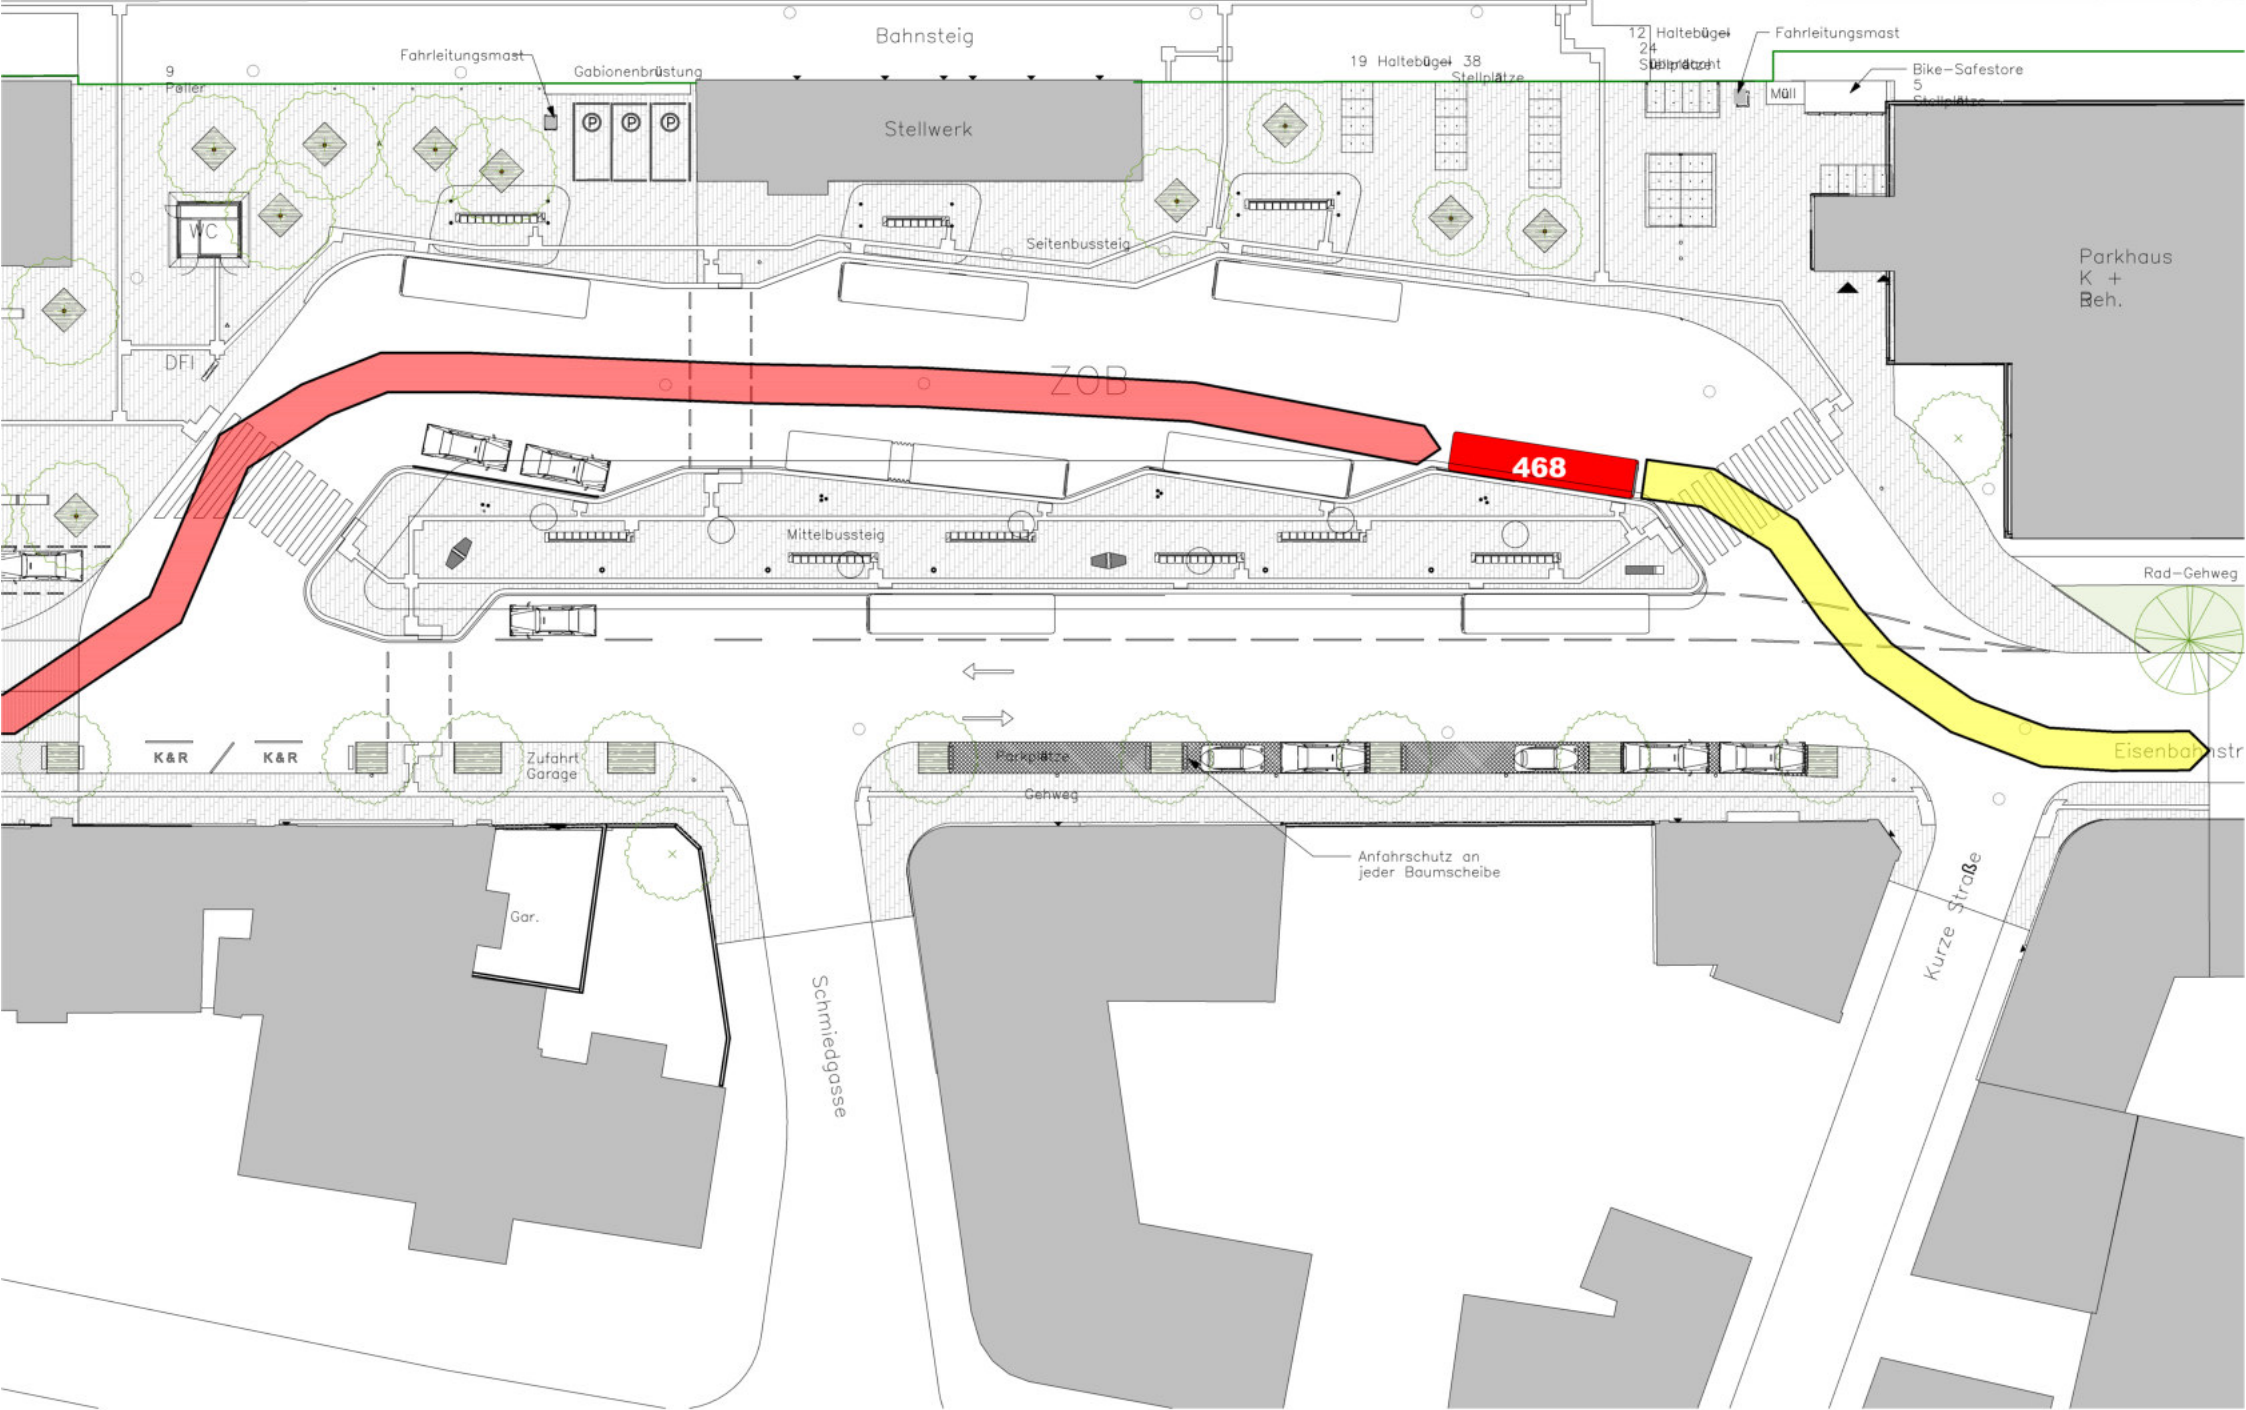 Bahnsteig
12 Haltebügel
24
Fahrleitungsmast
Fahrleitungsmast
19 Haltebügel 38
Stellplätze
Bike-Safestore
5
Stellplätze
9
Poller
Gabionenbrüstung
Müll
P
P
P
Stellwerk
WC
Seitenbussteig
Parkhaus
K +
DFI
ZOB
468
Mittelbussteig
Rad-Gehweg
K&R
K&R
Zufahrt
Garage
Parkplätze
Eisenbahnstr
Gehweg
Anfahrschutz an
jeder Baumscheibe
Gar.
Schmiedgasse
Kurze Straße